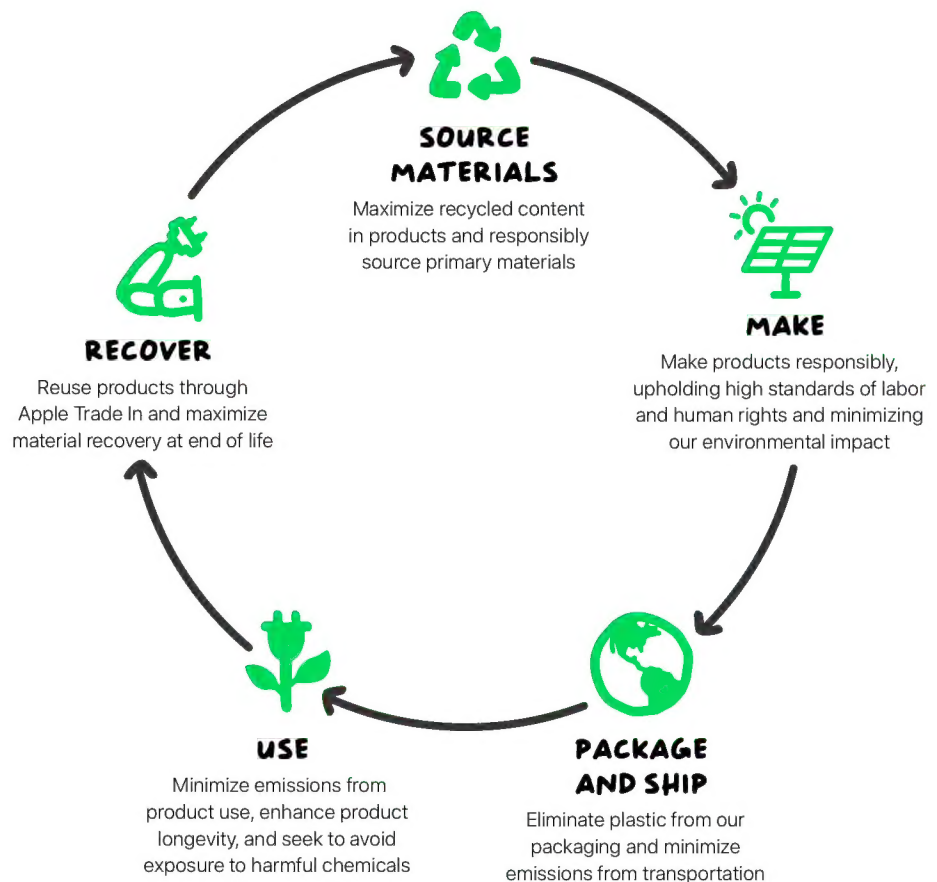 SOURCE
MATERIALS
Maximize recycled content
in products and responsibly
source primary materials
MAKE
Make products responsibly,
upholding high standards of labor
and human rights and minimizing
our environmental impact
PACKAGE
AND SHIP
Eliminate plastic from our
packaging and minimize
emissions from transportation
USE
Minimize emissions from
product use, enhance product
longevity, and seek to avoid
exposure to harmful chemicals
RECOVER
Reuse products through
Apple Trade In and maximize
material recovery at end of life